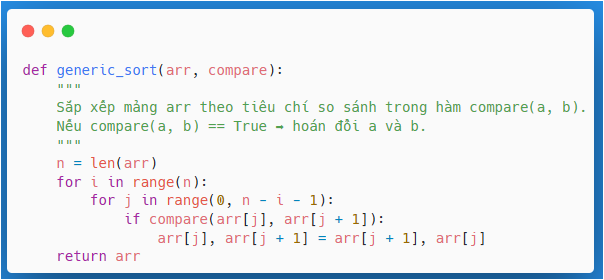 def generic_sort(arr, compare):
    """
    Sắp xếp mảng arr theo tiêu chí so sánh trong hàm compare(a, b).
    Nếu compare(a, b) == True → hoán đổi a và b.
    """
    n = len(arr)
    for i in range(n):
        for j in range(0, n - i - 1):
            if compare(arr[j], arr[j + 1]):
                arr[j], arr[j + 1] = arr[j + 1], arr[j]
    return arr